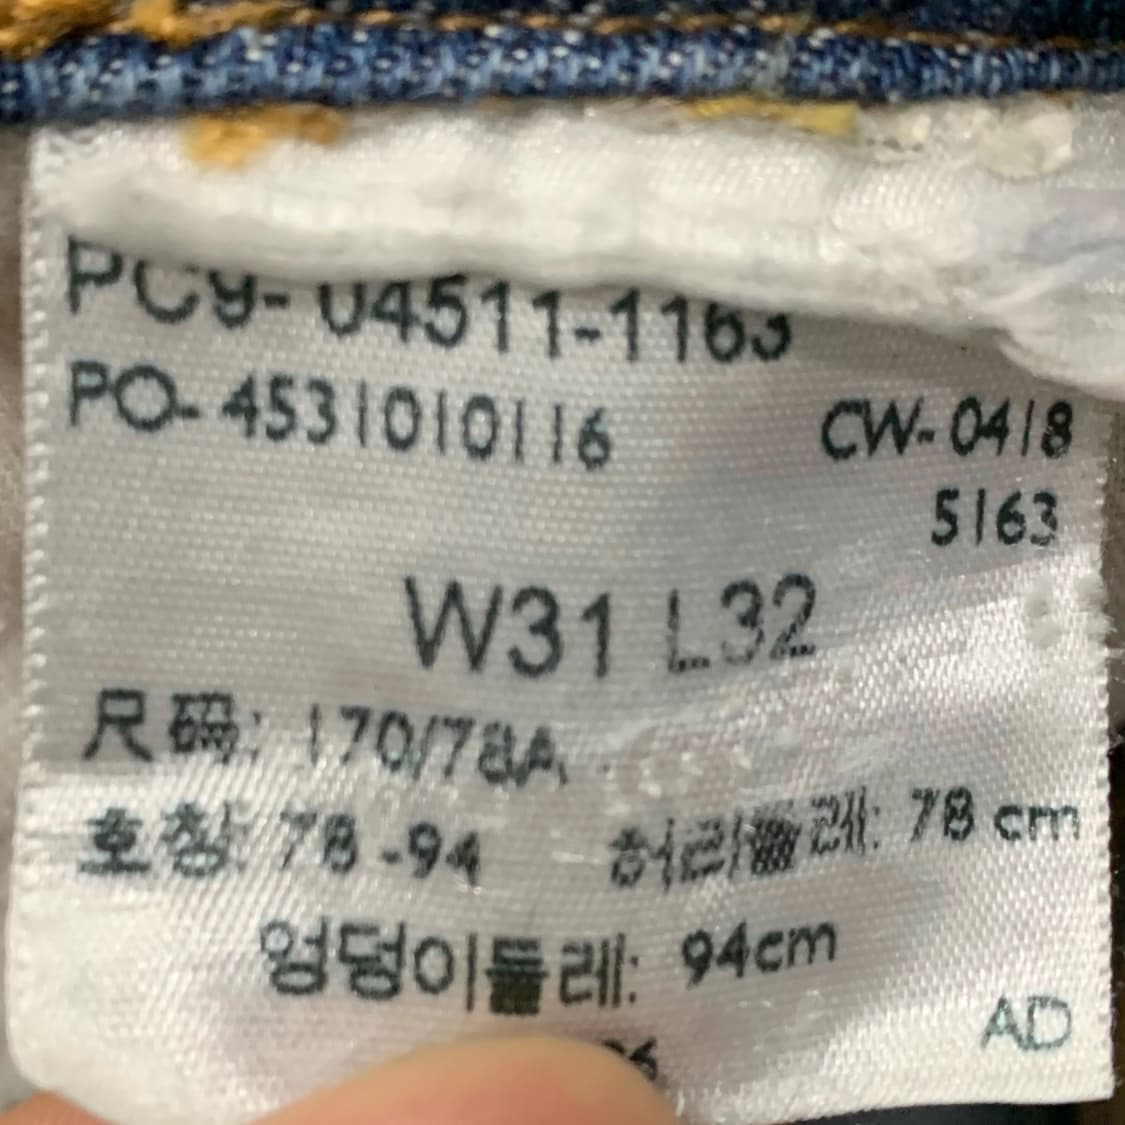 PC9-04511-1163
PO-4531010116 CW-0418
5163
W31 L32
尺码: 170/78A
호칭: 78-94 허리둘레: 78 cm
엉덩이둘레: 94cm
AD